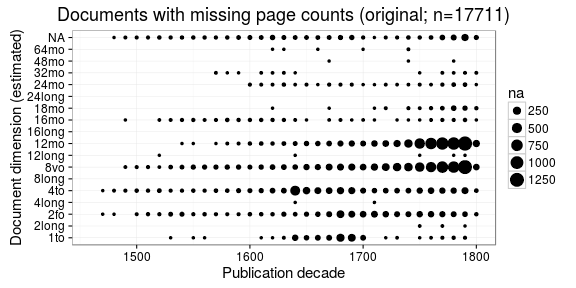 Documents with missing page counts (original; n=17711)
Document dimension (estimated)
NA
64mo
48mo
32mo
24mo
24long
18mo
16mo
16long
12mo
12long
8vo
8long
4to
4long
2fo
2long
1to
1500 1600 1700 1800
Publication decade
na
250
500
750
1000
1250